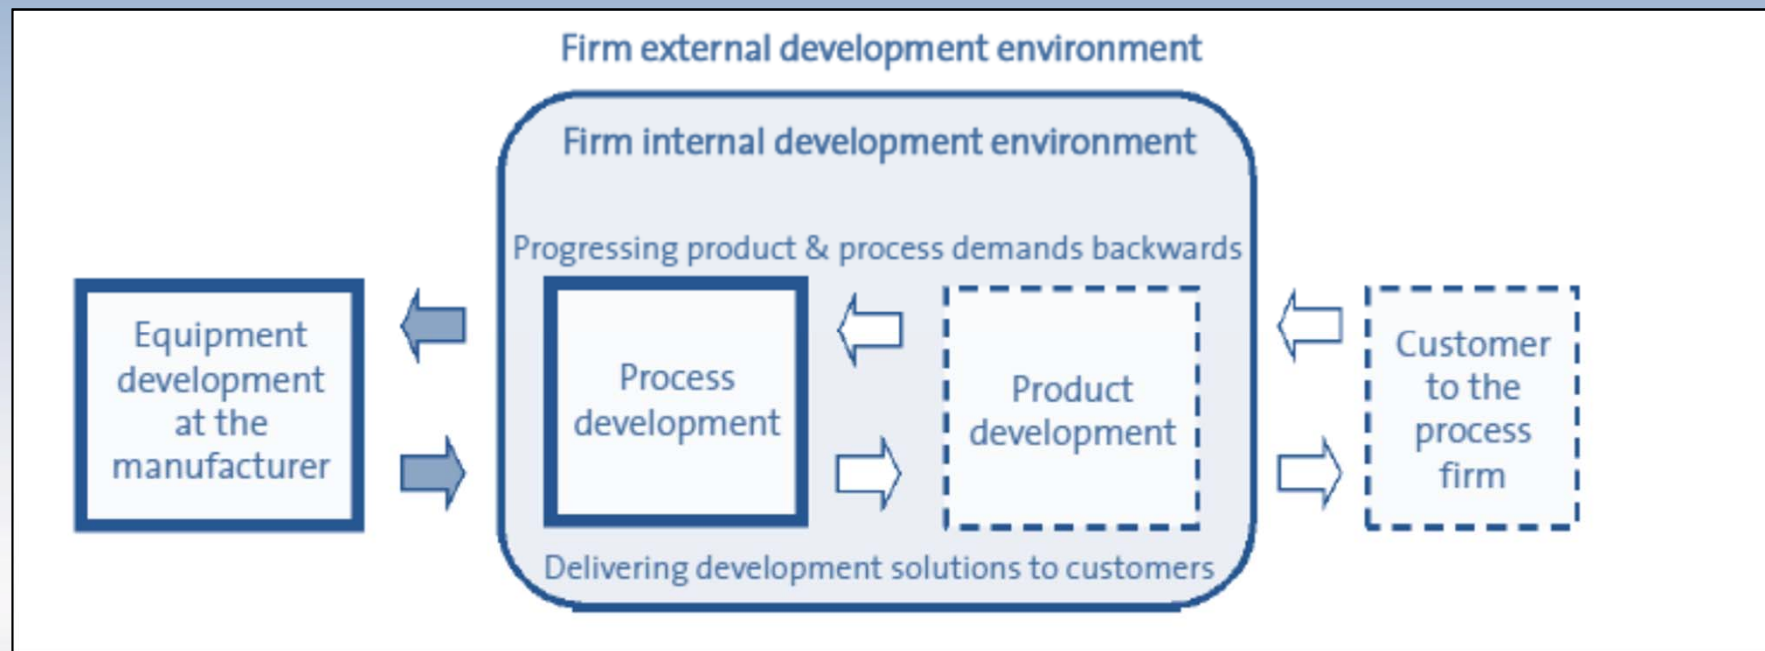 Firm external development environment
Firm internal development environment
Progressing product & process demands backwards
Equipment
development
at the
manufacturer
Process
development
Product
development
Customer
to the
process
firm
Delivering development solutions to customers